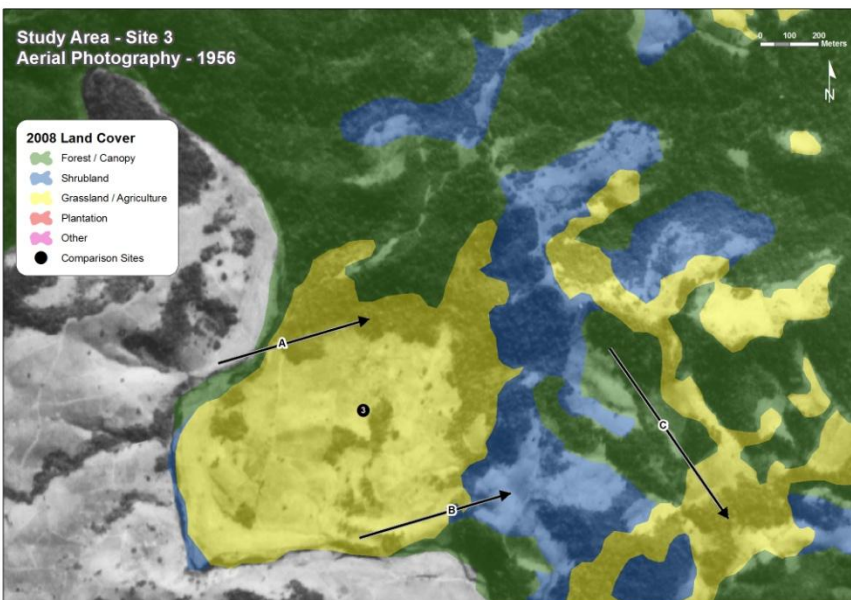 Study Area - Site 3
Aerial Photography - 1956
0 100 200
Meters
N
2008 Land Cover
Forest / Canopy
Shrubland
Grassland / Agriculture
Plantation
Other
Comparison Sites
A
3
C
B